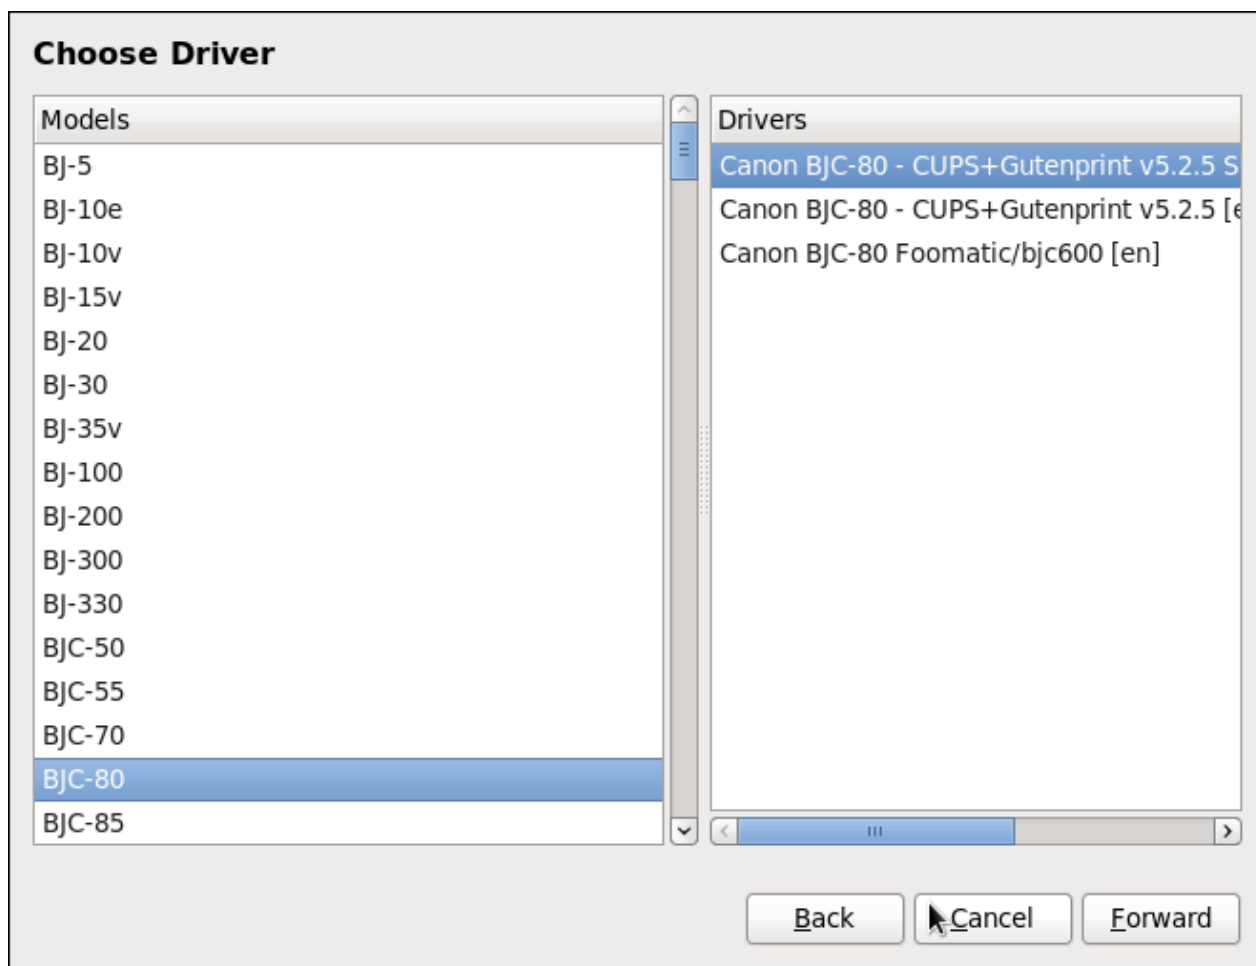 Choose Driver
Models
BJ-5
BJ-10e
BJ-10v
BJ-15v
BJ-20
BJ-30
BJ-35v
BJ-100
BJ-200
BJ-300
BJ-330
BJC-50
BJC-55
BJC-70
BJC-80
BJC-85
Drivers
Canon BJC-80 - CUPS+Gutenprint v5.2.5 S
Canon BJC-80 - CUPS+Gutenprint v5.2.5 [e
Canon BJC-80 Foomatic/bjc600 [en]
Back Cancel Forward